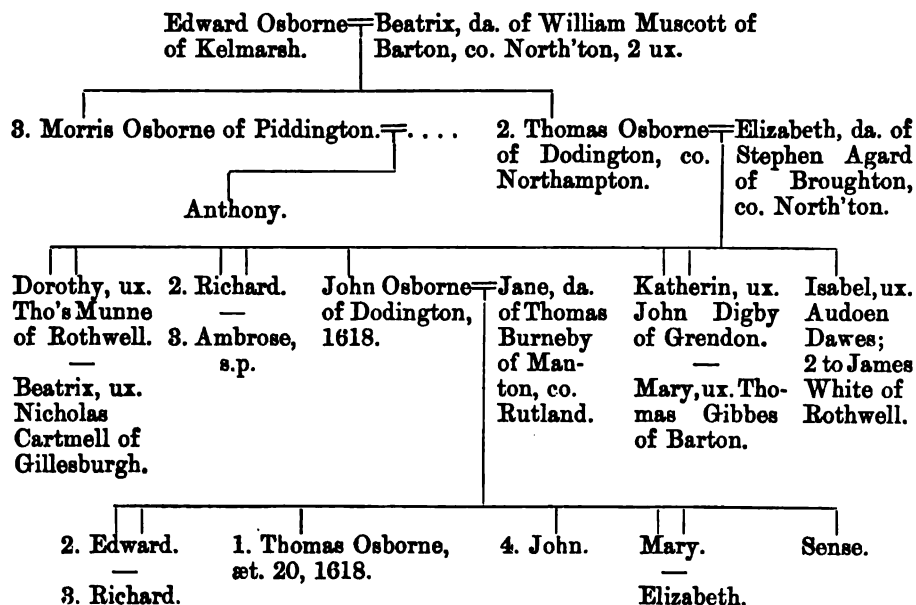 Edward Osborne
of Kelmarsh.
Beatrix, da. of William Muscott of
Barton, co. North'ton, 2 ux.
3. Morris Osborne of Piddington.
. . . .
2. Thomas Osborne
of Dodington, co.
Northampton.
Elizabeth, da. of
Stephen Agard
of Broughton,
co. North'ton.
Anthony.
Dorothy, ux.
Tho's Munne
of Rothwell.
—
Beatrix, ux.
Nicholas
Cartmell of
Gillesburgh.
2. Richard.
—
3. Ambrose,
s.p.
John Osborne
of Dodington,
1618.
Jane, da.
of Thomas
Burneby
of Man-
ton, co.
Rutland.
Katherin, ux.
John Digby
of Grendon.
—
Mary, ux. Tho-
mas Gibbes
of Barton.
Isabel, ux.
Audoen
Dawes;
2 to James
White of
Rothwell.
2. Edward.
—
3. Richard.
1. Thomas Osborne,
æt. 20, 1618.
4. John.
Mary.
—
Elizabeth.
Sense.